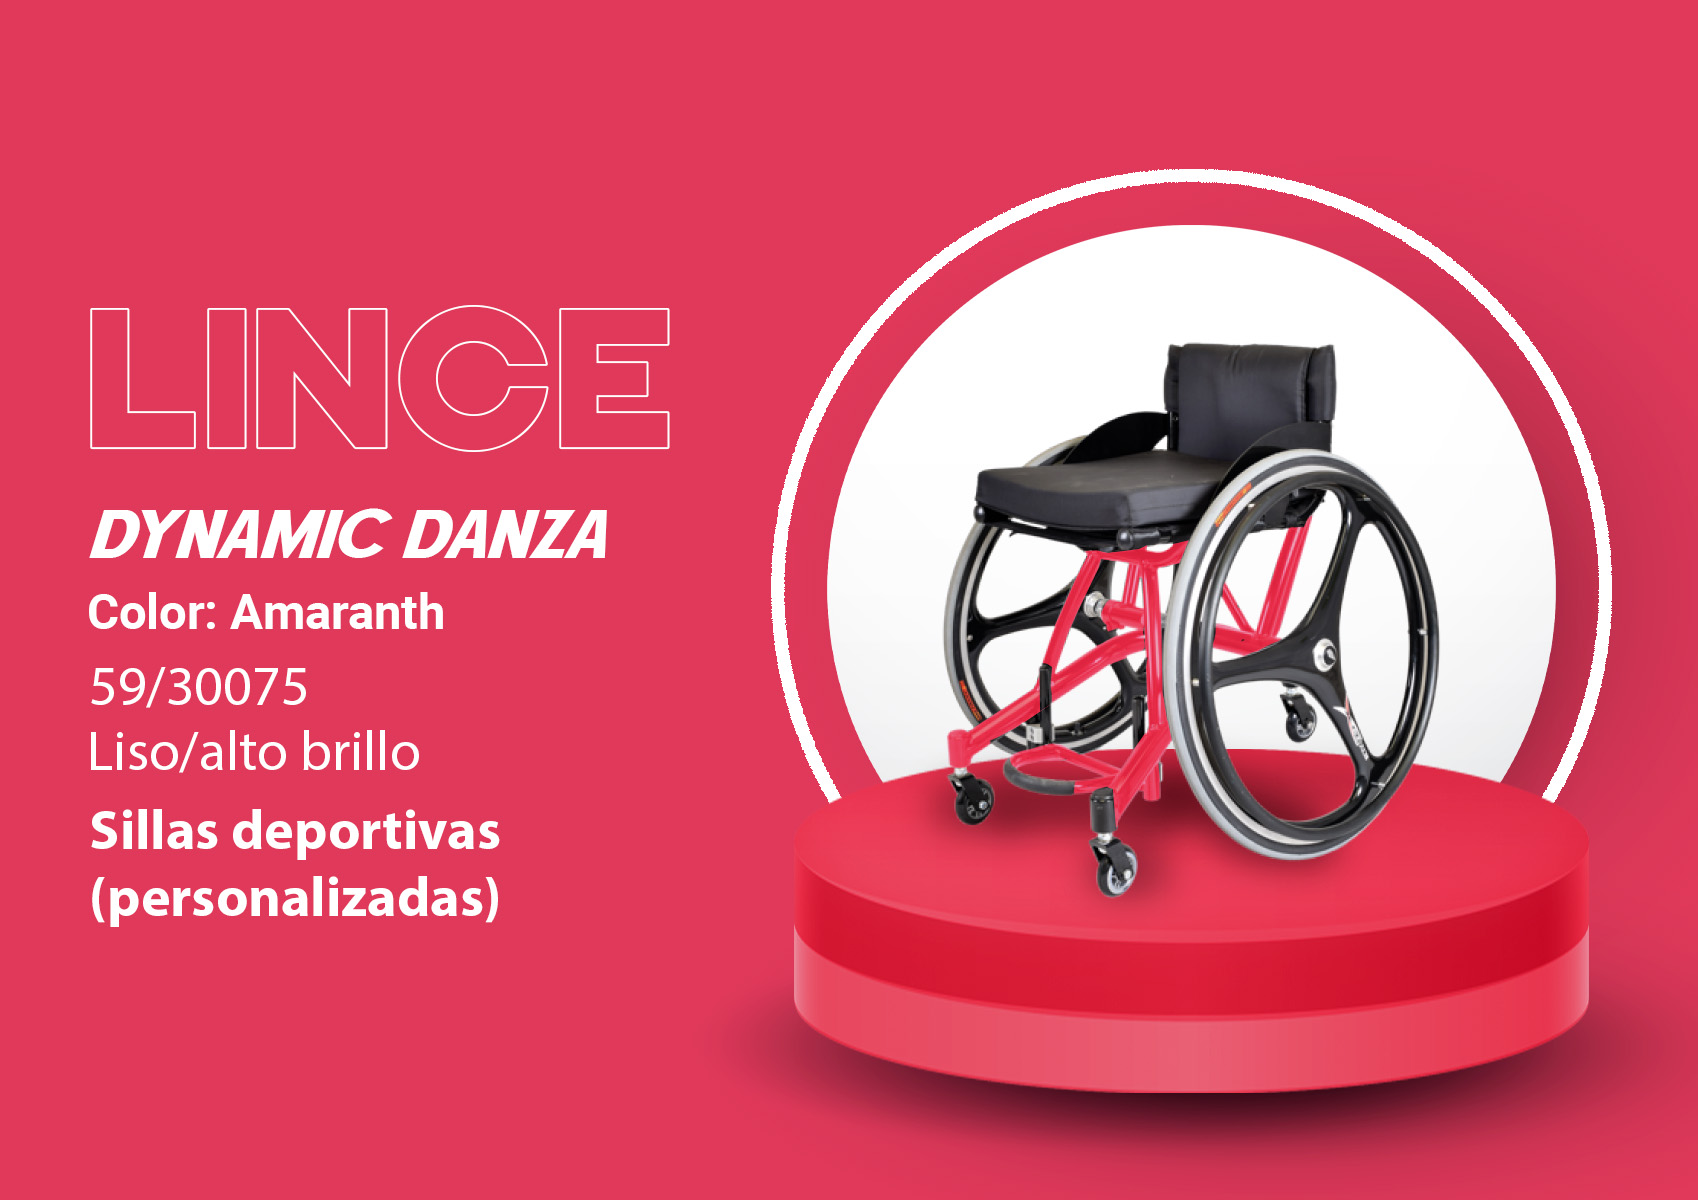 LINCE
DYNAMIC DANZA
Color: Amaranth
59/30075
Liso/alto brillo
Sillas deportivas
(personalizadas)